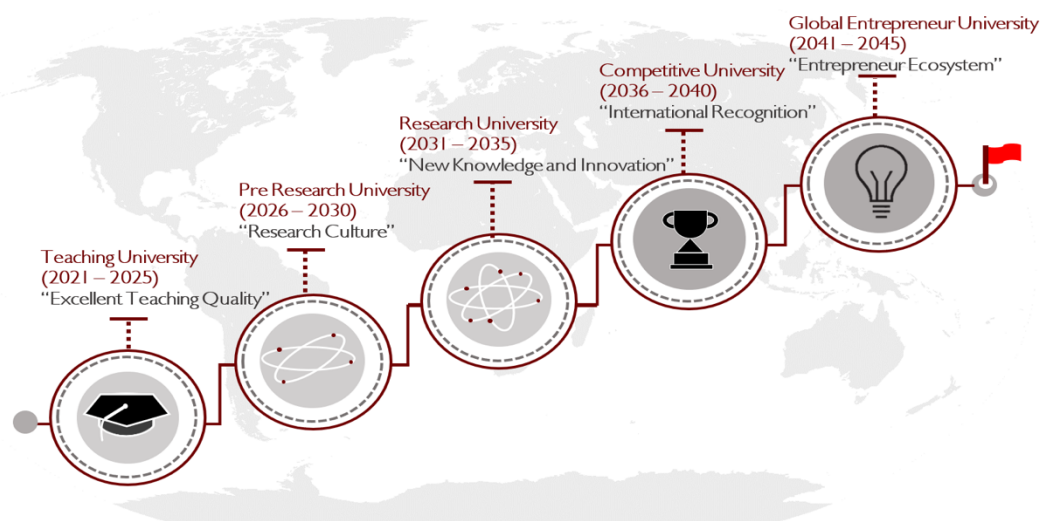 Global Entrepreneur University
(2041 – 2045)
“Entrepreneur Ecosystem”
Competitive University
(2036 – 2040)
“International Recognition”
Research University
(2031 – 2035)
“New Knowledge and Innovation”
Pre Research University
(2026 – 2030)
“Research Culture”
Teaching University
(2021 – 2025)
“Excellent Teaching Quality”